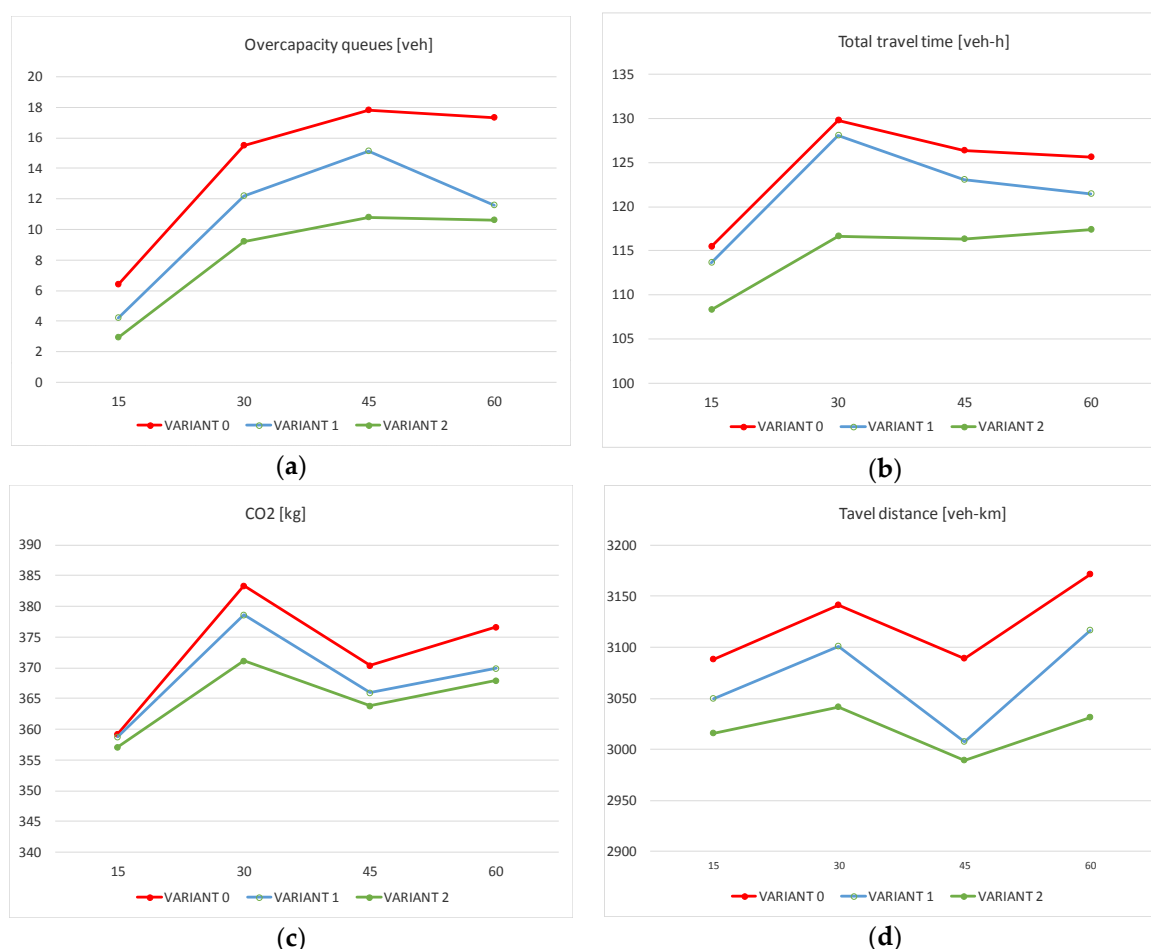 Overcapacity queues [veh]
20
18
16
14
12
10
8
6
4
2
0
15 30 45 60
VARIANT 0 VARIANT 1 VARIANT 2
(a)
Total travel time [veh-h]
135
130
125
120
115
110
105
100
15 30 45 60
VARIANT 0 VARIANT 1 VARIANT 2
(b)
CO2 [kg]
390
385
380
375
370
365
360
355
350
345
340
15 30 45 60
VARIANT 0 VARIANT 1 VARIANT 2
(c)
Tavel distance [veh-km]
3200
3150
3100
3050
3000
2950
2900
15 30 45 60
VARIANT 0 VARIANT 1 VARIANT 2
(d)